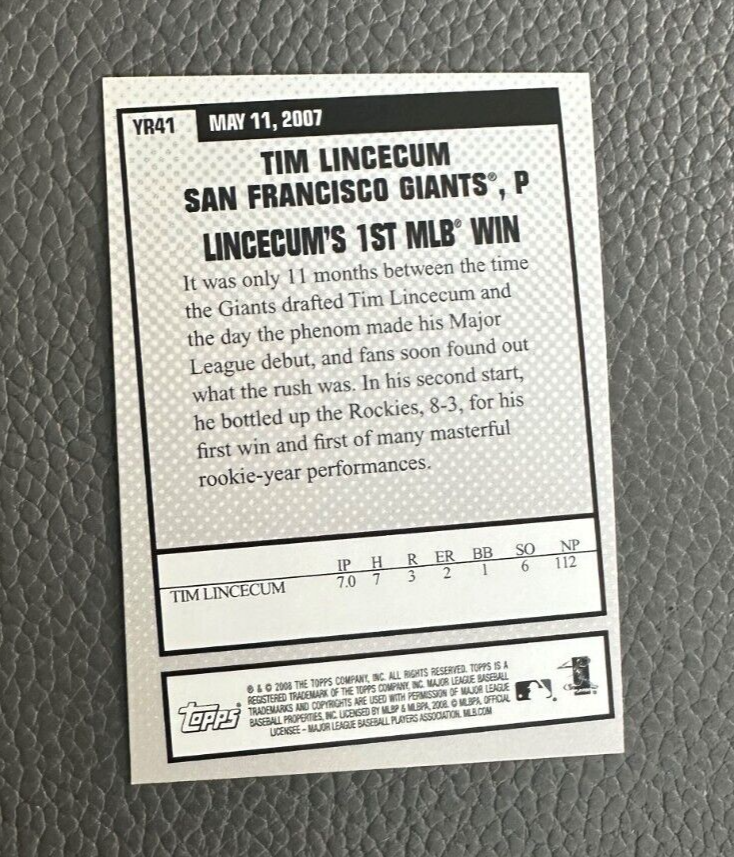 YR41 MAY 11, 2007
TIM LINCECUM
SAN FRANCISCO GIANTS®, P
LINCECUM'S 1ST MLB® WIN
It was only 11 months between the time
the Giants drafted Tim Lincecum and
the day the phenom made his Major
League debut, and fans soon found out
what the rush was. In his second start,
he bottled up the Rockies, 8-3, for his
first win and first of many masterful
rookie-year performances.
IP H R ER BB SO NP
TIM LINCECUM 7.0 7 3 2 1 6 112
® & © 2008 THE TOPPS COMPANY, INC. ALL RIGHTS RESERVED. TOPPS IS A
REGISTERED TRADEMARK OF THE TOPPS COMPANY, INC. MAJOR LEAGUE BASEBALL
TRADEMARKS AND COPYRIGHTS ARE USED WITH PERMISSION OF MAJOR LEAGUE
BASEBALL PROPERTIES, INC. LICENSED BY MLBP & MLBPA, 2008. © MLBPA, OFFICIAL
LICENSEE – MAJOR LEAGUE BASEBALL PLAYERS ASSOCIATION. MLB.COM
TOPPS